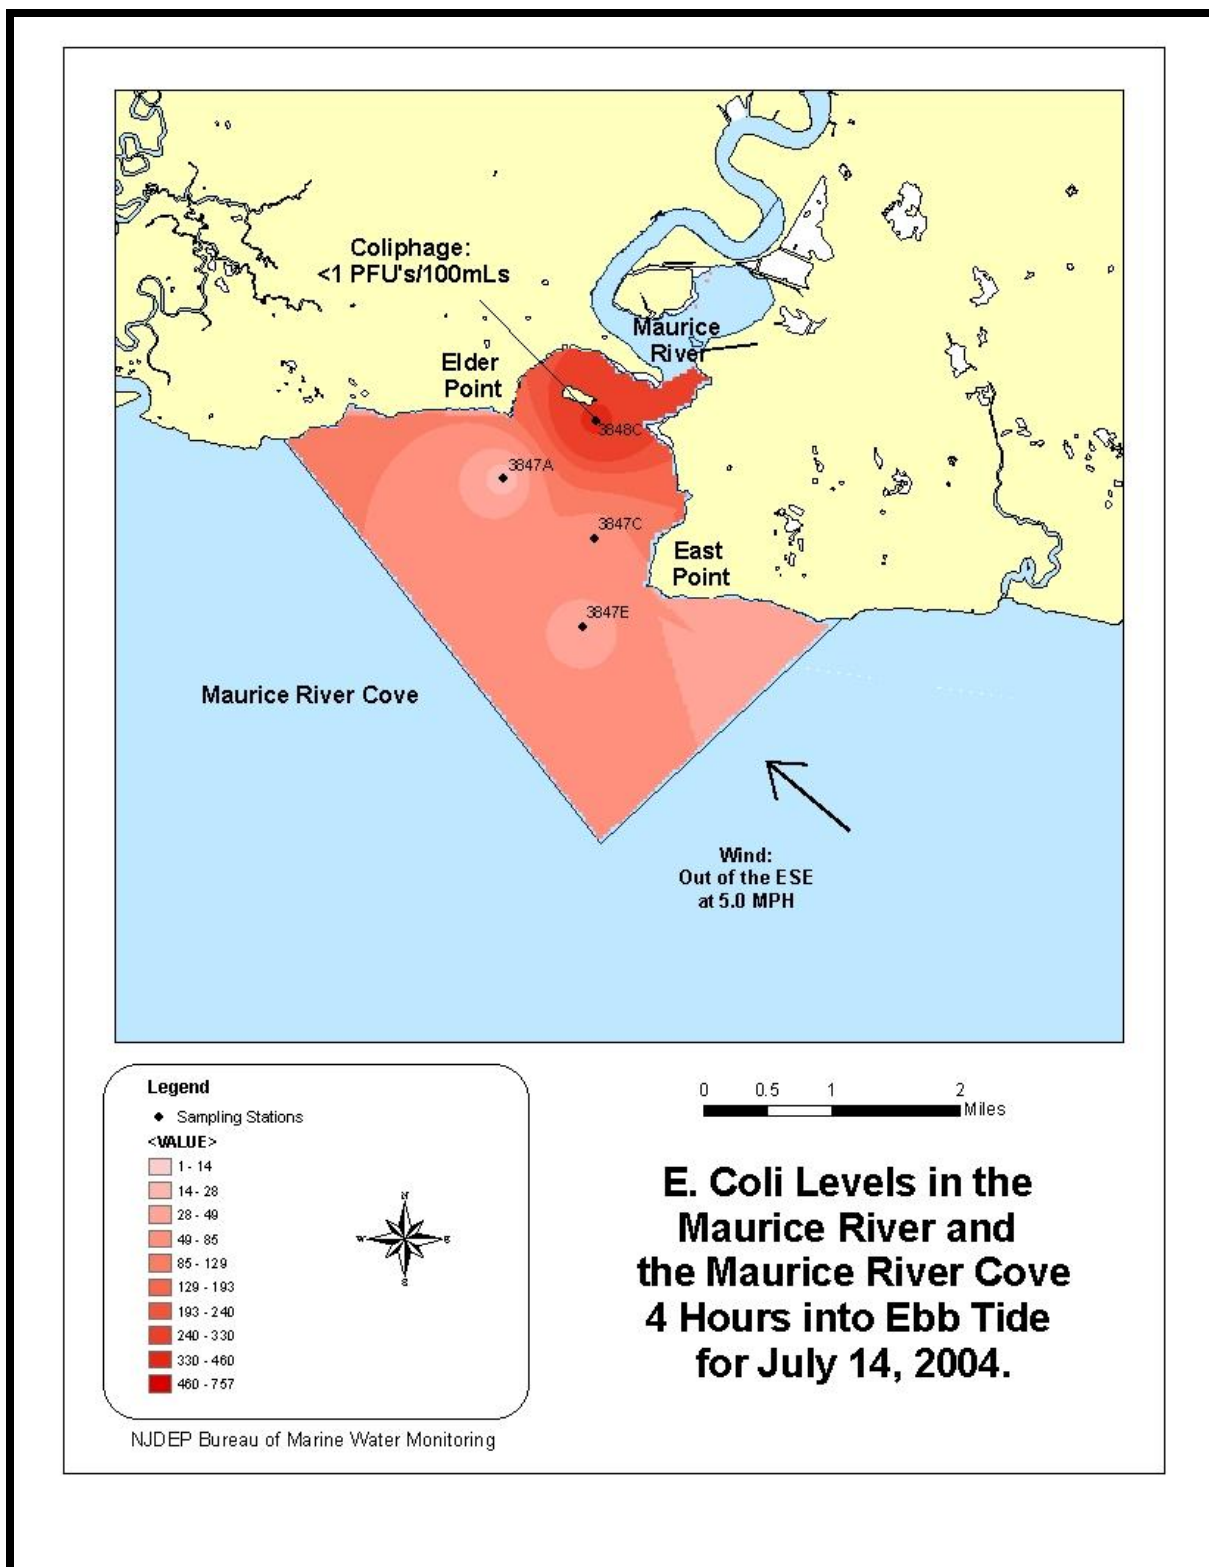 Coliphage:
<1 PFU's/100mLs
Maurice
River
Elder
Point
3848C
3847A
3847C
East
Point
3847E
Maurice River Cove
Wind:
Out of the ESE
at 5.0 MPH
Legend
Sampling Stations
<VALUE>
1 - 14
14 - 28
28 - 49
49 - 85
85 - 129
129 - 193
193 - 240
240 - 330
330 - 460
460 - 757
N
W
E
S
0 0.5 1 2
Miles
E. Coli Levels in the
Maurice River and
the Maurice River Cove
4 Hours into Ebb Tide
for July 14, 2004.
NJDEP Bureau of Marine Water Monitoring